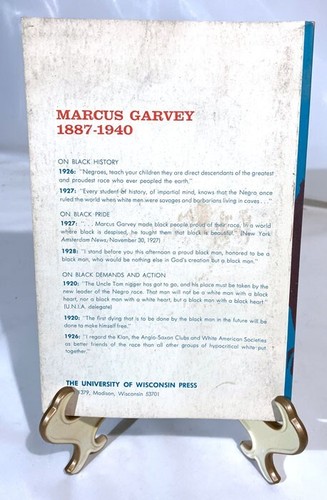 MARCUS GARVEY
1887-1940
ON BLACK HISTORY
1926: "Negroes, teach your children they are direct descendants of the greatest
and proudest race who ever peopled the earth."
1927: "Every student of history, of impartial mind, knows that the Negro once
ruled the world when white men were savages and barbarians living in caves . . ."
ON BLACK PRIDE
1927: ". . . Marcus Garvey made black people proud of their race. In a world
where black is despised, he taught them that black is beautiful." (New York
Amsterdam News, November 30, 1927)
1928: "I stand before you this afternoon a proud black man, honored to be a
black man, who would be nothing else in God's creation but a black man."
ON BLACK DEMANDS AND ACTION
1920: "The Uncle Tom nigger has got to go, and his place must be taken by the
new leader of the Negro race. That man will not be a white man with a black
heart, nor a black man with a white heart, but a black man with a black heart."
(U.N.I.A. delegate)
1920: "The first dying that is to be done by the black man in the future will be
done to make himself free."
1926: "I regard the Klan, the Anglo-Saxon Clubs and White American Societies
as better friends of the race than all other groups of hypocritical white put
together."
THE UNIVERSITY OF WISCONSIN PRESS
1379, Madison, Wisconsin 53701